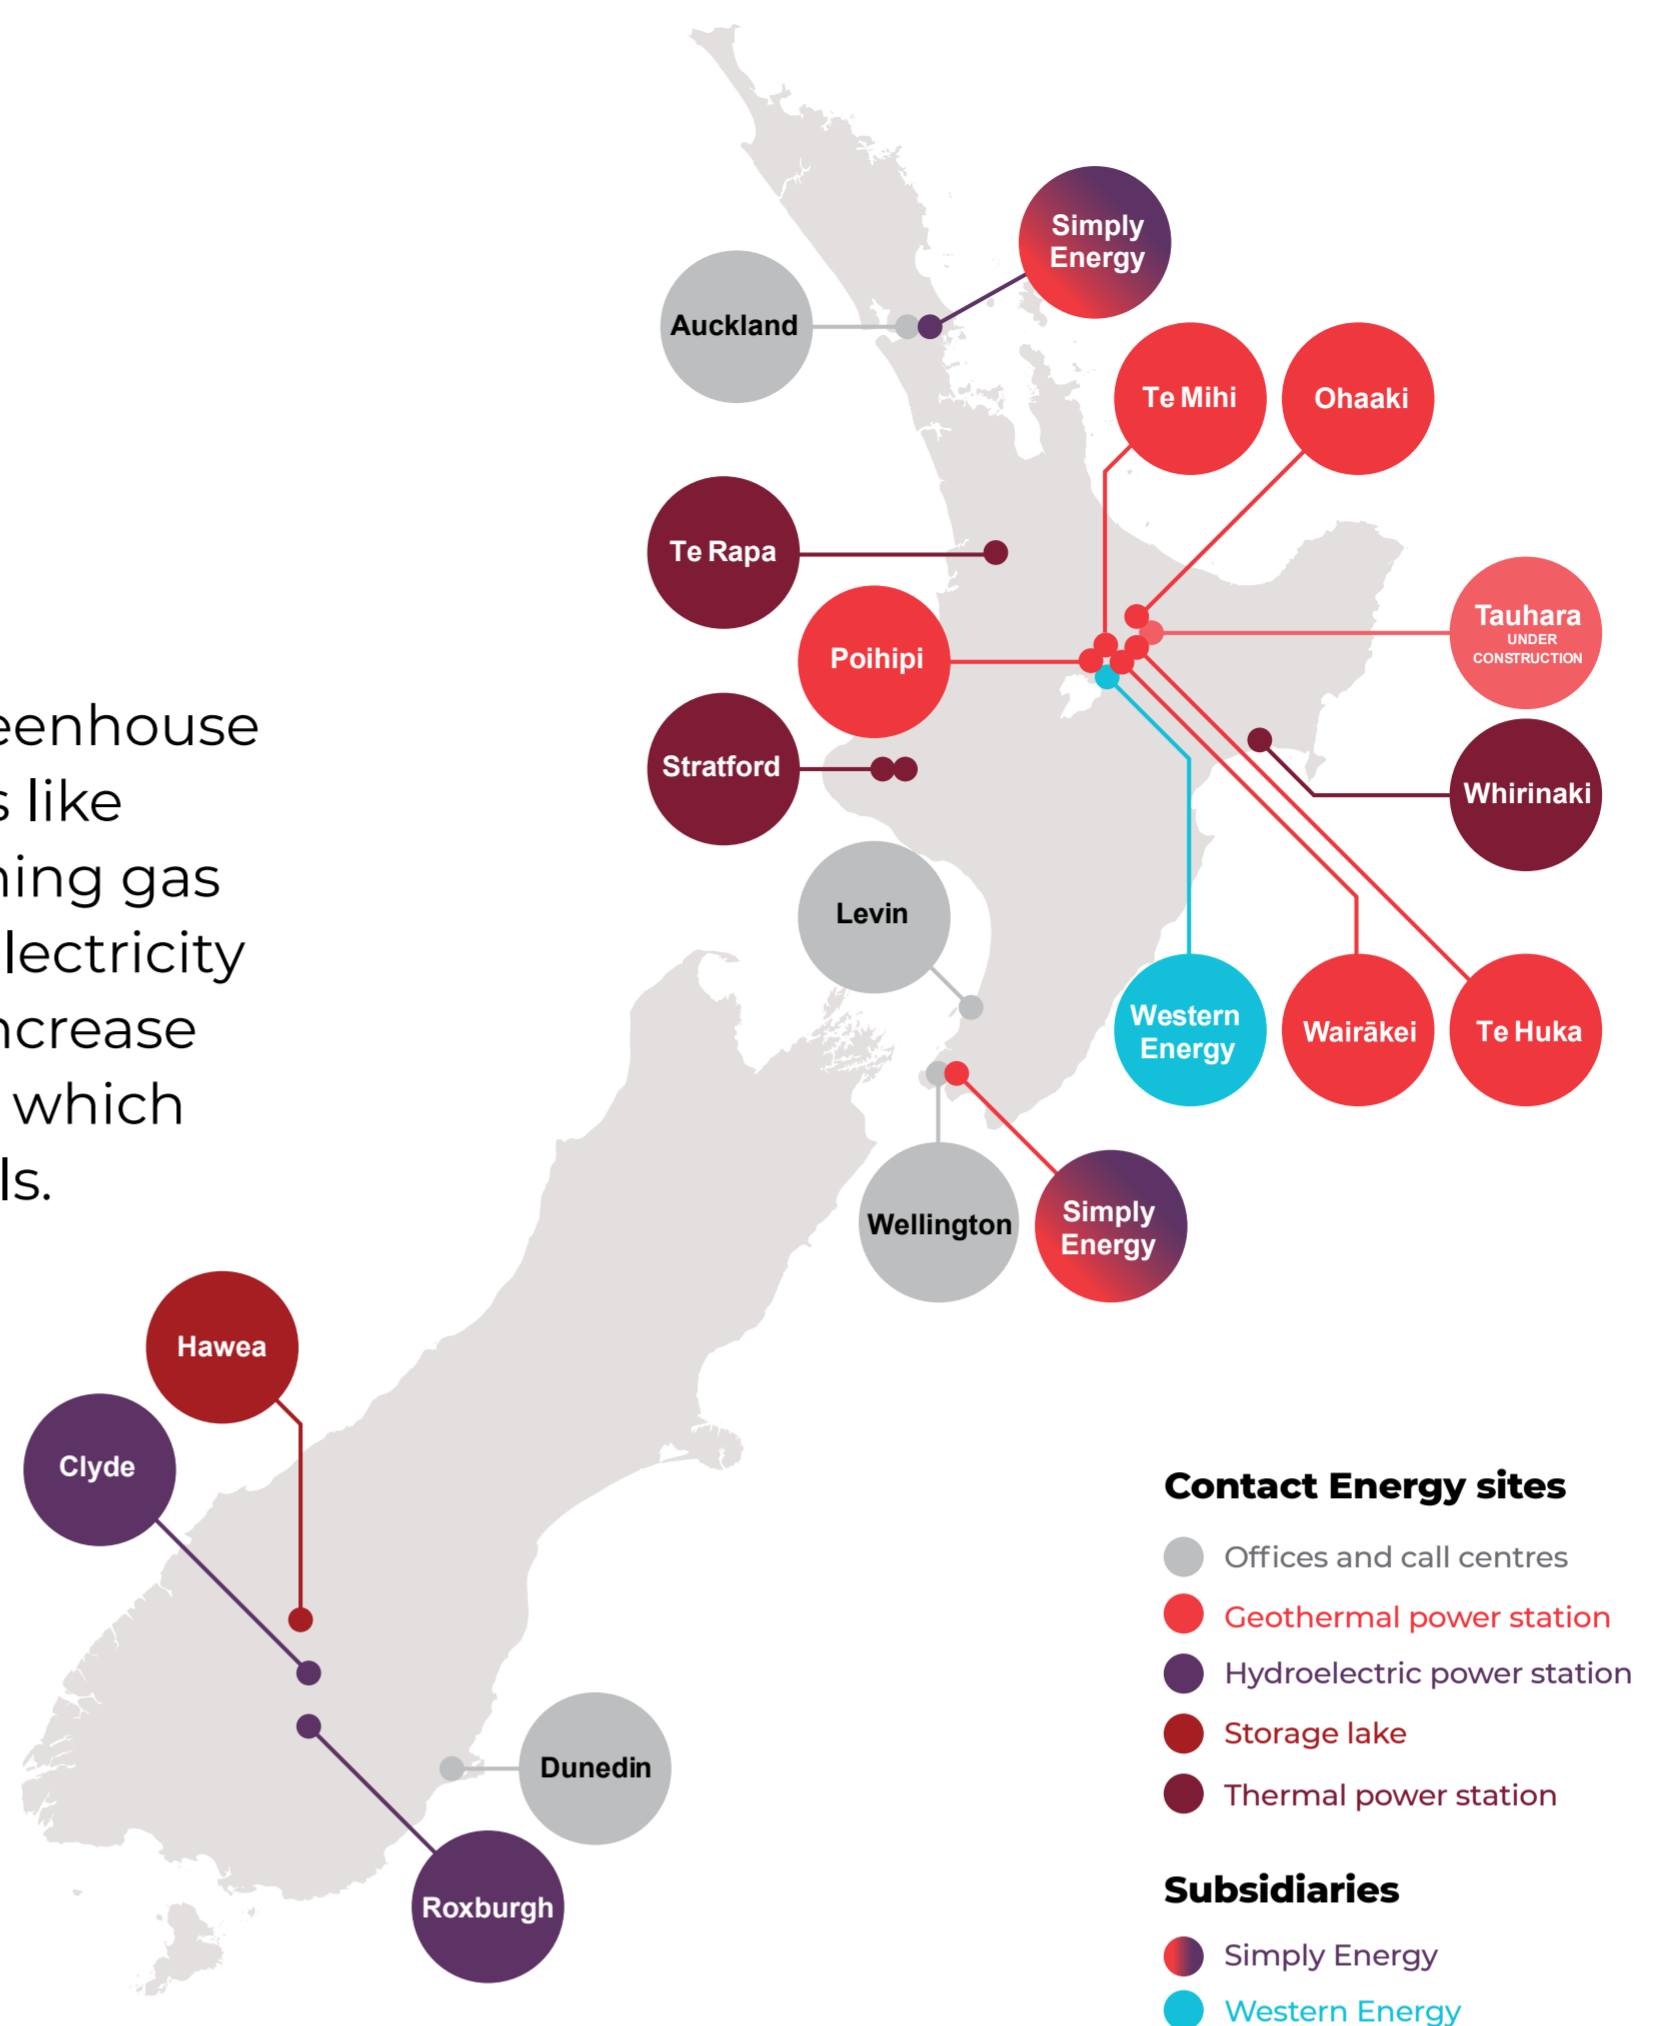 Simply
Energy
Auckland
Te Mihi
Ohaaki
Te Rapa
Tauhara
UNDER
CONSTRUCTION
Poihipi
Stratford
Whirinaki
eenhouse
s like
ning gas
lectricity
ncrease
which
ls.
Levin
Western
Energy
Wairākei
Te Huka
Wellington
Simply
Energy
Hawea
Clyde
Dunedin
Roxburgh
Contact Energy sites
Offices and call centres
Geothermal power station
Hydroelectric power station
Storage lake
Thermal power station
Subsidiaries
Simply Energy
Western Energy